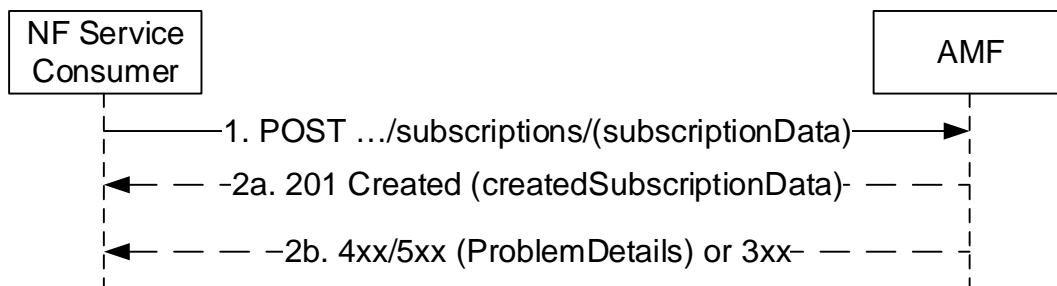 NF Service
Consumer
AMF
1. POST …/subscriptions/(subscriptionData)
2a. 201 Created (createdSubscriptionData)
2b. 4xx/5xx (ProblemDetails) or 3xx